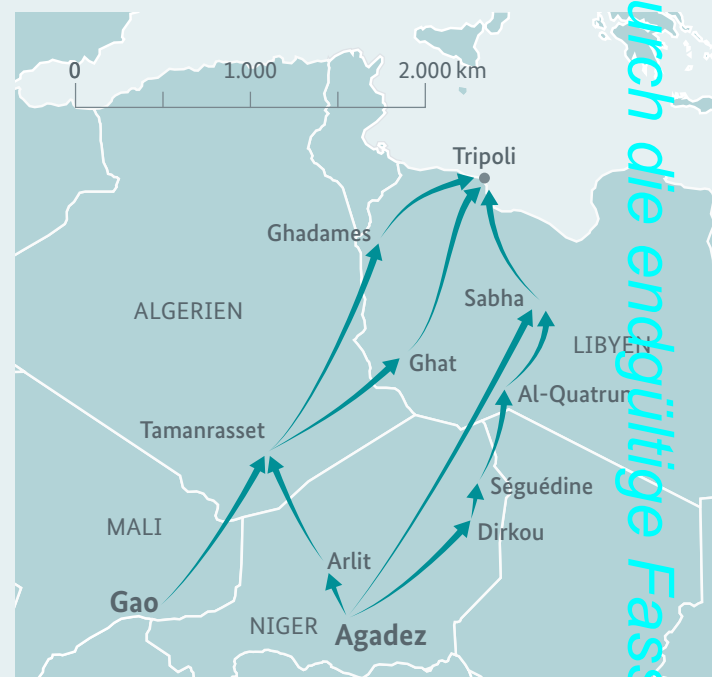 0 1.000 2.000 km
Tripoli
Ghadames
Sabha
ALGERIEN
LIBYEN
Ghat
Al-Quatrun
Tamanrasset
Séguédine
MALI
Dirkou
Arlit
Gao
NIGER
Agadez
urch die endgültige Fass